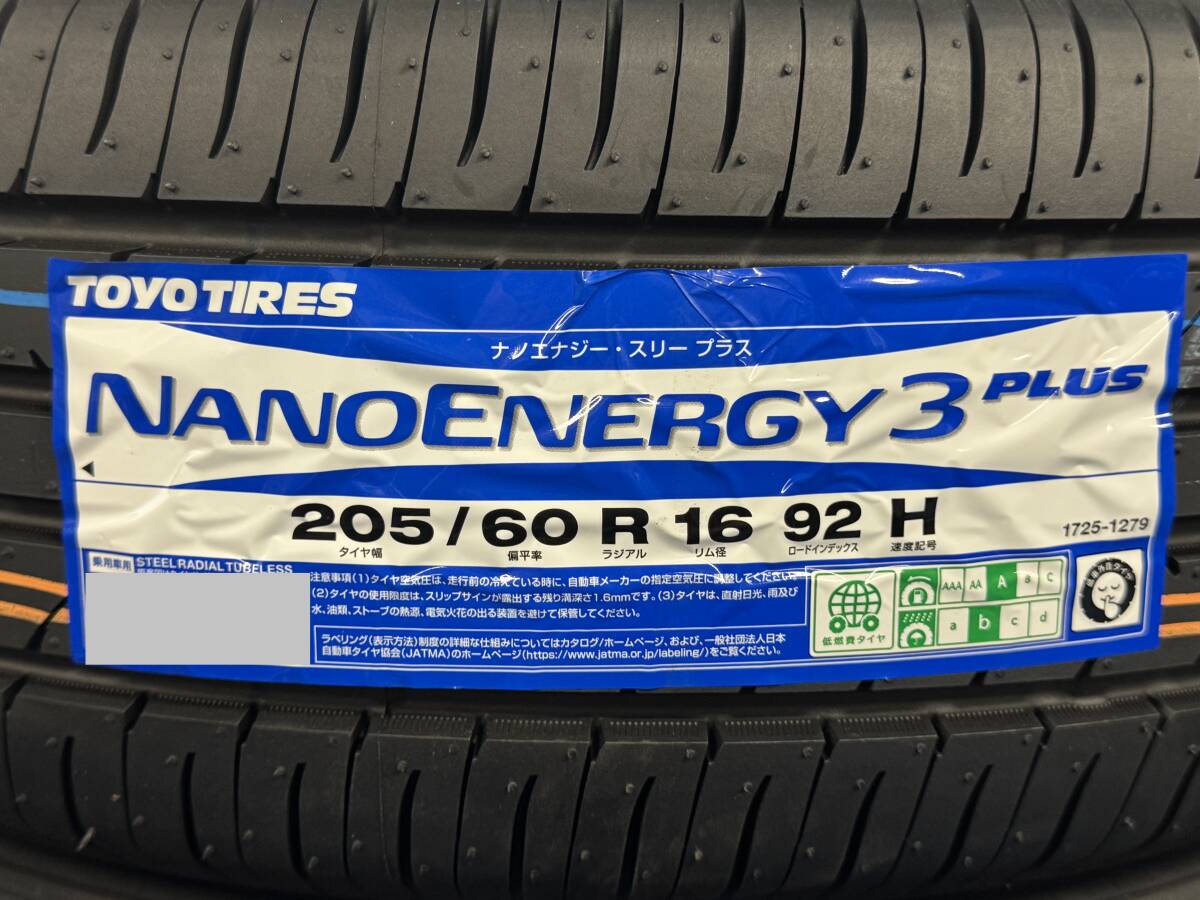 TOYO TIRES
ナノエナジー・スリー プラス
NANOENERGY 3 PLUS
205 / 60 R 16 92 H
タイヤ幅 偏平率 ラジアル リム径 ロードインデックス 速度記号
1725-1279
乗用車用 STEEL RADIAL TUBELESS
注意事項(1)タイヤ空気圧は、走行前の冷えている時に、自動車メーカーの指定空気圧に調整してください。
(2)タイヤの使用限度は、スリップサインが露出する残り溝深さ1.6mmです。(3)タイヤは、直射日光、雨及び
水、油類、ストーブの熱源、電気火花の出る装置を避けて保管してください。
ラベリング(表示方法)制度の詳細な仕組みについてはカタログ/ホームページ、および、一般社団法人日本
自動車タイヤ協会(JATMA)のホームページ(https://www.jatma.or.jp/labeling/)をご覧ください。
低燃費タイヤ
AAA AA A B C
a b c d